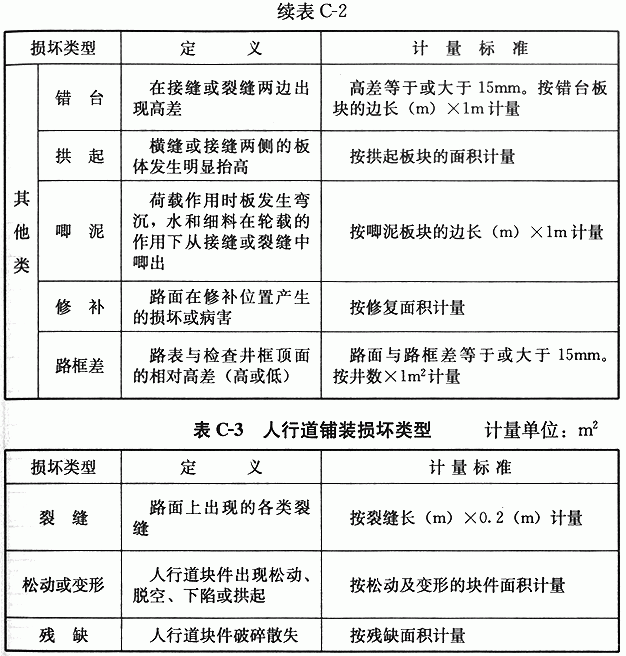 续表 C-2
损坏类型 定 义 计 量 标 准
其他类
错 台 在接缝或裂缝两边出 高差等于或大于 15mm。按错台板
现高差 块的边长（m）×1m 计量
拱 起 横缝或接缝两侧的板 按拱起板块的面积计量
体发生明显抬高
唧 泥 荷载作用时板发生弯
沉，水和细料在轮载的 按唧泥板块的边长（m）×1m 计量
作用下从接缝或裂缝中
唧出
修 补 路面在修补位置产生 按修复面积计量
的损坏或病害
路框差 路表与检查井框顶面 路面与路框差等于或大于 15mm。
的相对高差（高或低） 按井数×1m²计量
表 C-3 人行道铺装损坏类型 计量单位：m²
损坏类型 定 义 计 量 标 准
裂 缝 路面上出现的各类裂 按裂缝长（m）×0.2（m）计量
缝
松动或变形 人行道块件出现松动、 按松动及变形的块件面积计量
脱空、下陷或拱起
残 缺 人行道块件破碎散失 按残缺面积计量